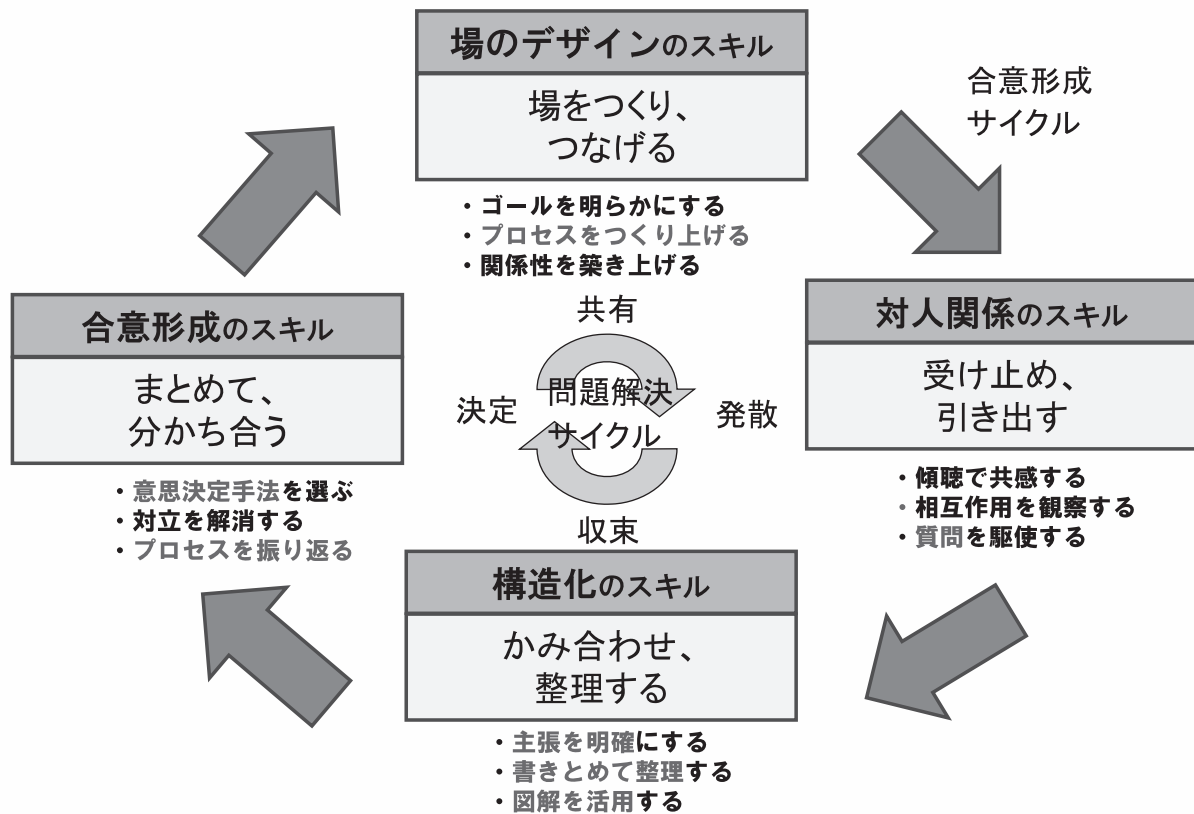 場のデザインのスキル
場をつくり、
つなげる
・ゴールを明らかにする
・プロセスをつくり上げる
・関係性を築き上げる
合意形成
サイクル
対人関係のスキル
受け止め、
引き出す
・傾聴で共感する
・相互作用を観察する
・質問を駆使する
構造化のスキル
かみ合わせ、
整理する
・主張を明確にする
・書きとめて整理する
・図解を活用する
合意形成のスキル
まとめて、
分かち合う
・意思決定手法を選ぶ
・対立を解消する
・プロセスを振り返る
共有
発散
収束
決定
問題解決
サイクル